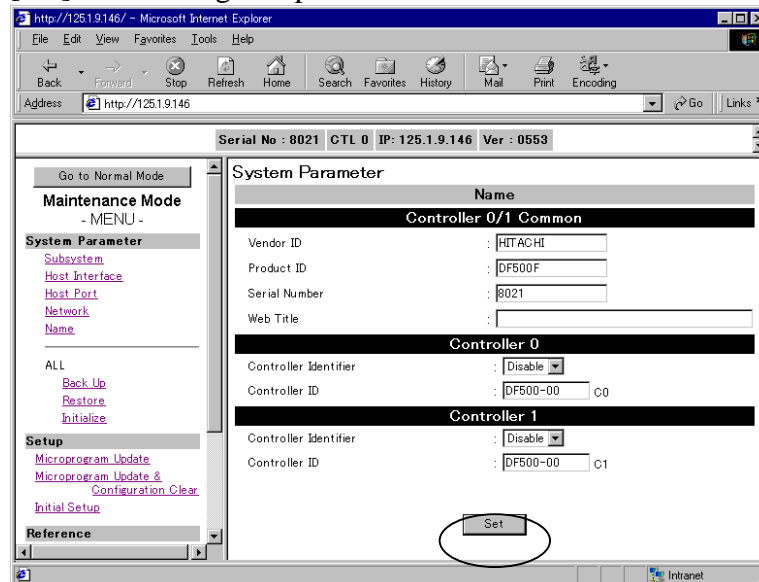 http://125.1.9.146/ - Microsoft Internet Explorer
File Edit View Favorites Tools Help
Back Forward Stop Refresh Home Search Favorites History Mail Print Encoding
Address http://125.1.9.146 Go Links
Serial No : 8021 CTL 0 IP: 125.1.9.146 Ver : 0553
Go to Normal Mode
Maintenance Mode
- MENU -
System Parameter
Subsystem
Host Interface
Host Port
Network
Name
ALL
Back Up
Restore
Initialize
Setup
Microprogram Update
Microprogram Update &
Configuration Clear
Initial Setup
Reference
System Parameter
Name
Controller 0/1 Common
Vendor ID : HITACHI
Product ID : DF500F
Serial Number : 8021
Web Title :
Controller 0
Controller Identifier : Disable
Controller ID : DF500-00 C0
Controller 1
Controller Identifier : Disable
Controller ID : DF500-00 C1
Set
Intranet